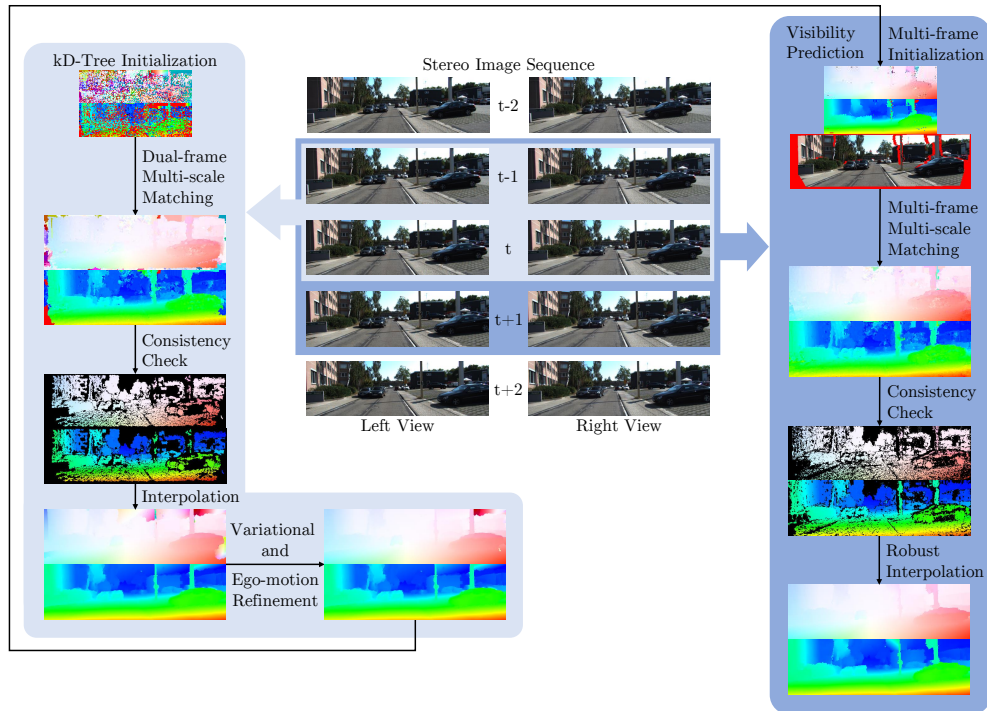 kD-Tree Initialization
Dual-frame
Multi-scale
Matching
Consistency
Check
Interpolation
Variational
and
Ego-motion
Refinement
Stereo Image Sequence
t-2
t-1
t
t+1
t+2
Left View
Right View
Visibility
Prediction
Multi-frame
Initialization
Multi-frame
Multi-scale
Matching
Consistency
Check
Robust
Interpolation